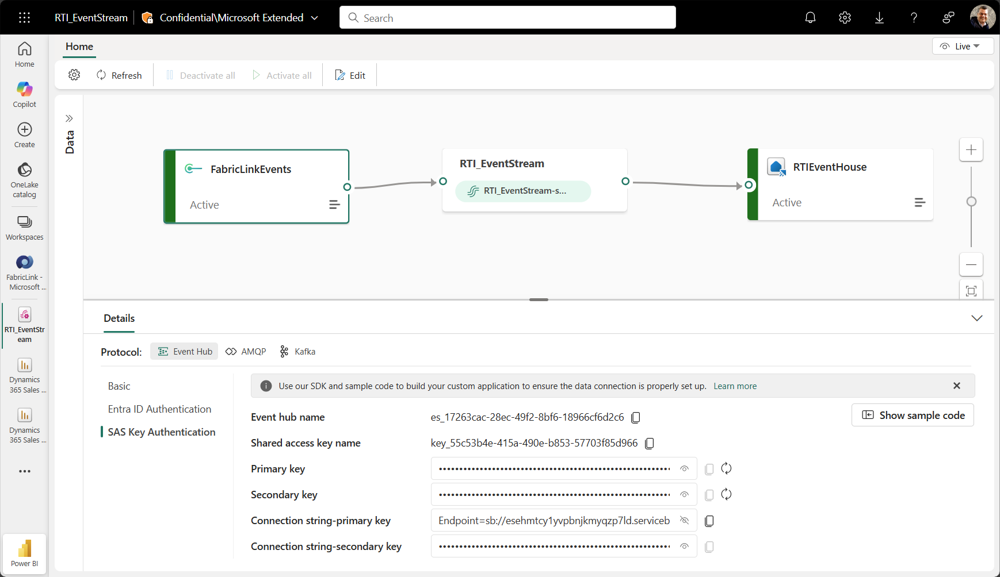 RTI_EventStream
Confidential\Microsoft Extended
Search
Home
Live
Refresh
Deactivate all
Activate all
Edit
Home
Copilot
Create
OneLake
catalog
Workspaces
FabricLink -
Microsoft ...
RTI_EventStr
eam
Dynamics
365 Sales ...
Dynamics
365 Sales ...
Power BI
Data
FabricLinkEvents
Active
RTI_EventStream
RTI_EventStream-s...
RTIEventHouse
Active
Details
Protocol:
Event Hub
AMQP
Kafka
Basic
Entra ID Authentication
SAS Key Authentication
Use our SDK and sample code to build your custom application to ensure the data connection is properly set up. Learn more
Show sample code
Event hub name
es_17263cac-28ec-49f2-8bf6-18966cf6d2c6
Shared access key name
key_55c53b4e-415a-490e-b853-57703f85d966
Primary key
Secondary key
Connection string-primary key
Endpoint=sb://esehmtcy1yvpbnjkmyqzp7ld.serviceb
Connection string-secondary key